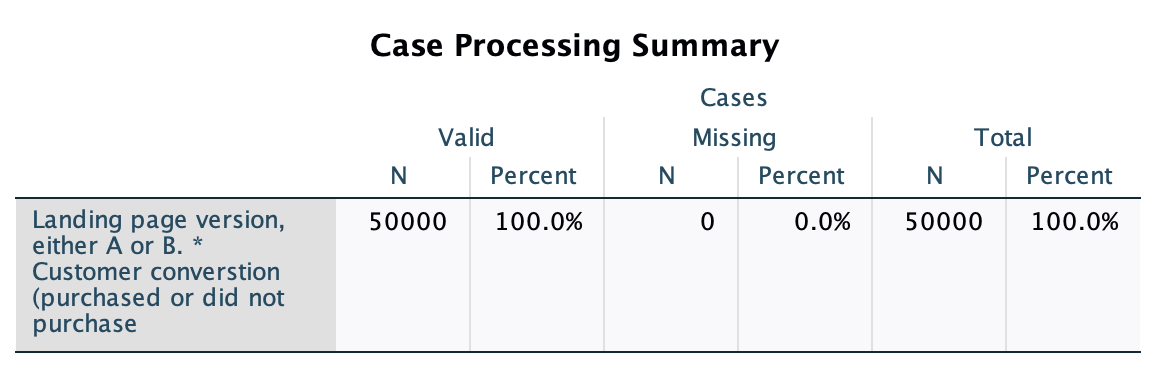 Case Processing Summary
Cases
Valid Missing Total
N Percent N Percent N Percent
Landing page version, 50000 100.0% 0 0.0% 50000 100.0%
either A or B. *
Customer converstion
(purchased or did not
purchase